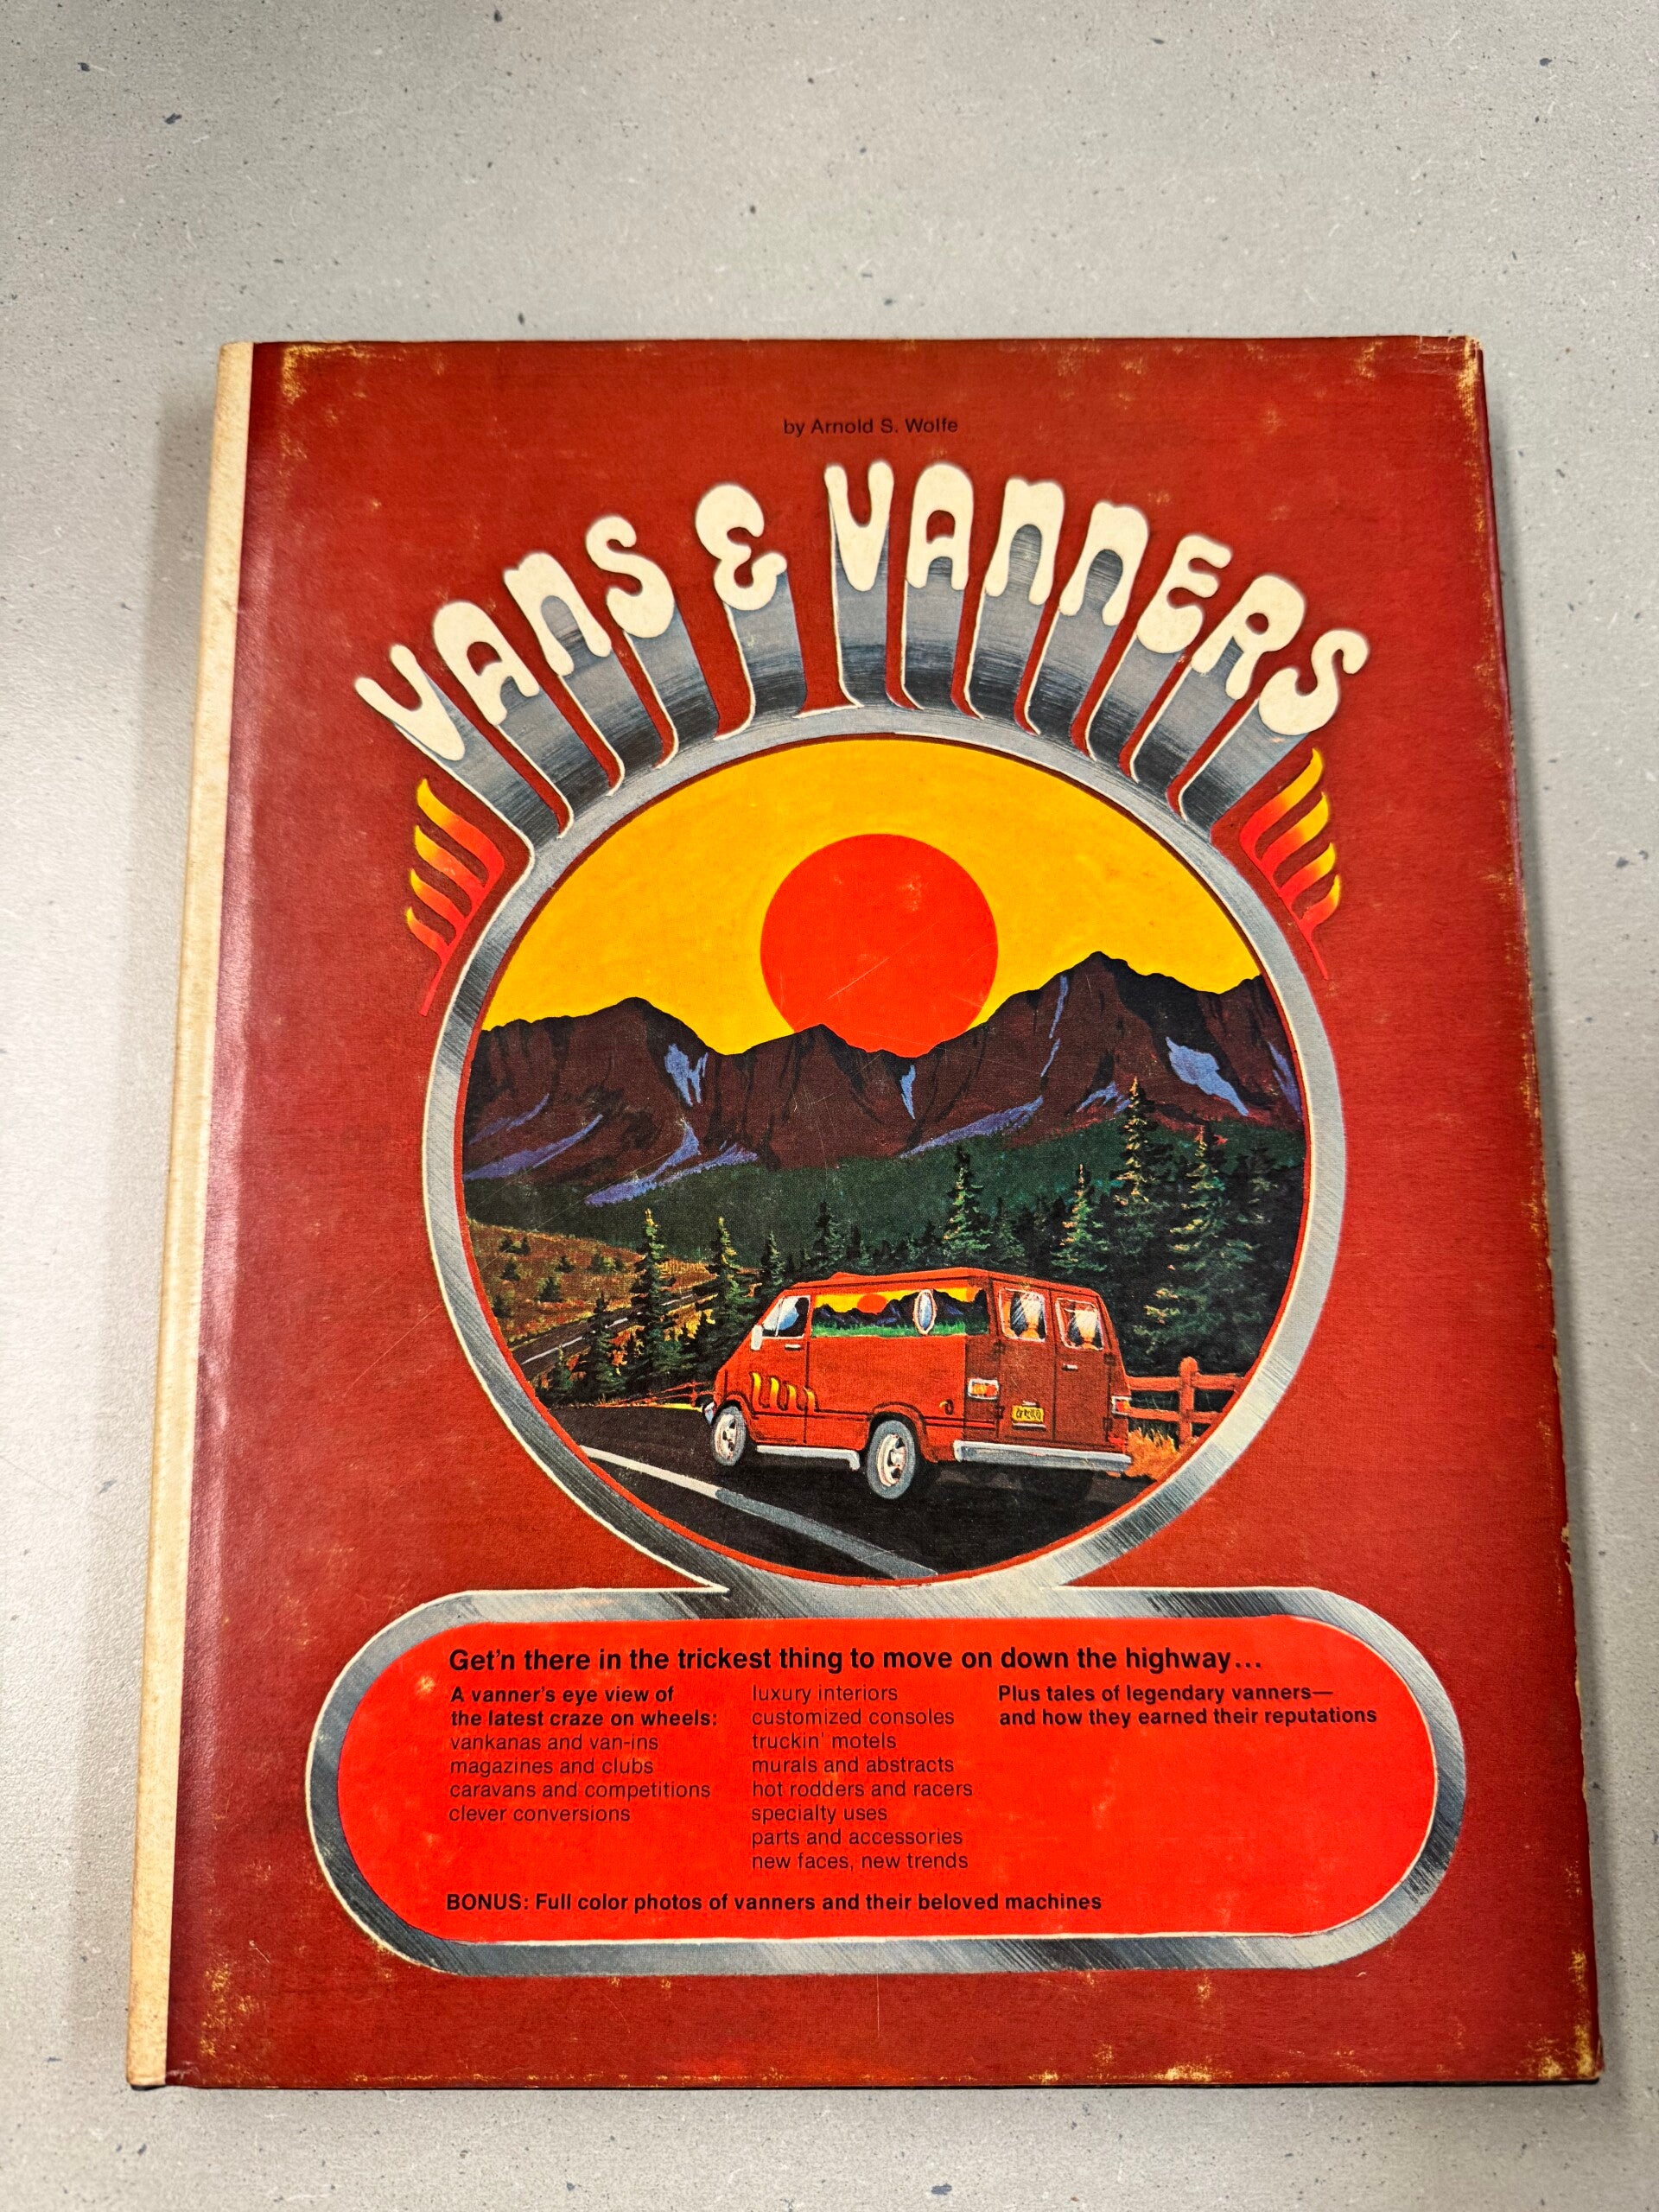 by Arnold S. Wolfe
VANS & VANNERS
Get'n there in the trickest thing to move on down the highway...
A vanner's eye view of
the latest craze on wheels:
vankanas and van-ins
magazines and clubs
caravans and competitions
clever conversions
luxury interiors
customized consoles
truckin' motels
murals and abstracts
hot rodders and racers
specialty uses
parts and accessories
new faces, new trends
Plus tales of legendary vanners—
and how they earned their reputations
BONUS: Full color photos of vanners and their beloved machines